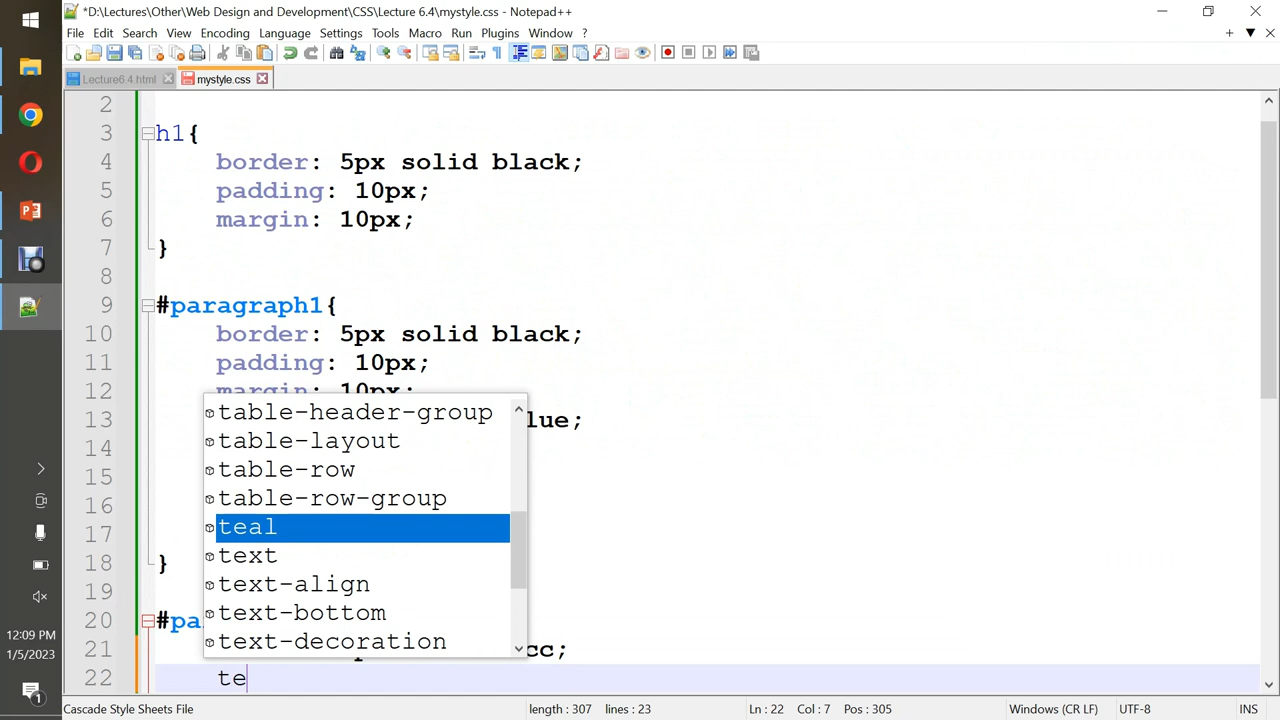 *D:\Lectures\Other\Web Design and Development\CSS\Lecture 6.4\mystyle.css - Notepad++
File Edit Search View Encoding Language Settings Tools Macro Run Plugins Window ?
Lecture6.4.html mystyle.css
2
3 h1{
4 border: 5px solid black;
5 padding: 10px;
6 margin: 10px;
7 }
8
9 #paragraph1{
10 border: 5px solid black;
11 padding: 10px;
12 margin: 10px;
13 lue;
14
15
16
17
18 }
19
20 #pa
21 cc;
22 te
table-header-group
table-layout
table-row
table-row-group
teal
text
text-align
text-bottom
text-decoration
12:09 PM
1/5/2023
1
Cascade Style Sheets File length : 307 lines : 23 Ln : 22 Col : 7 Pos : 305 Windows (CR LF) UTF-8 INS